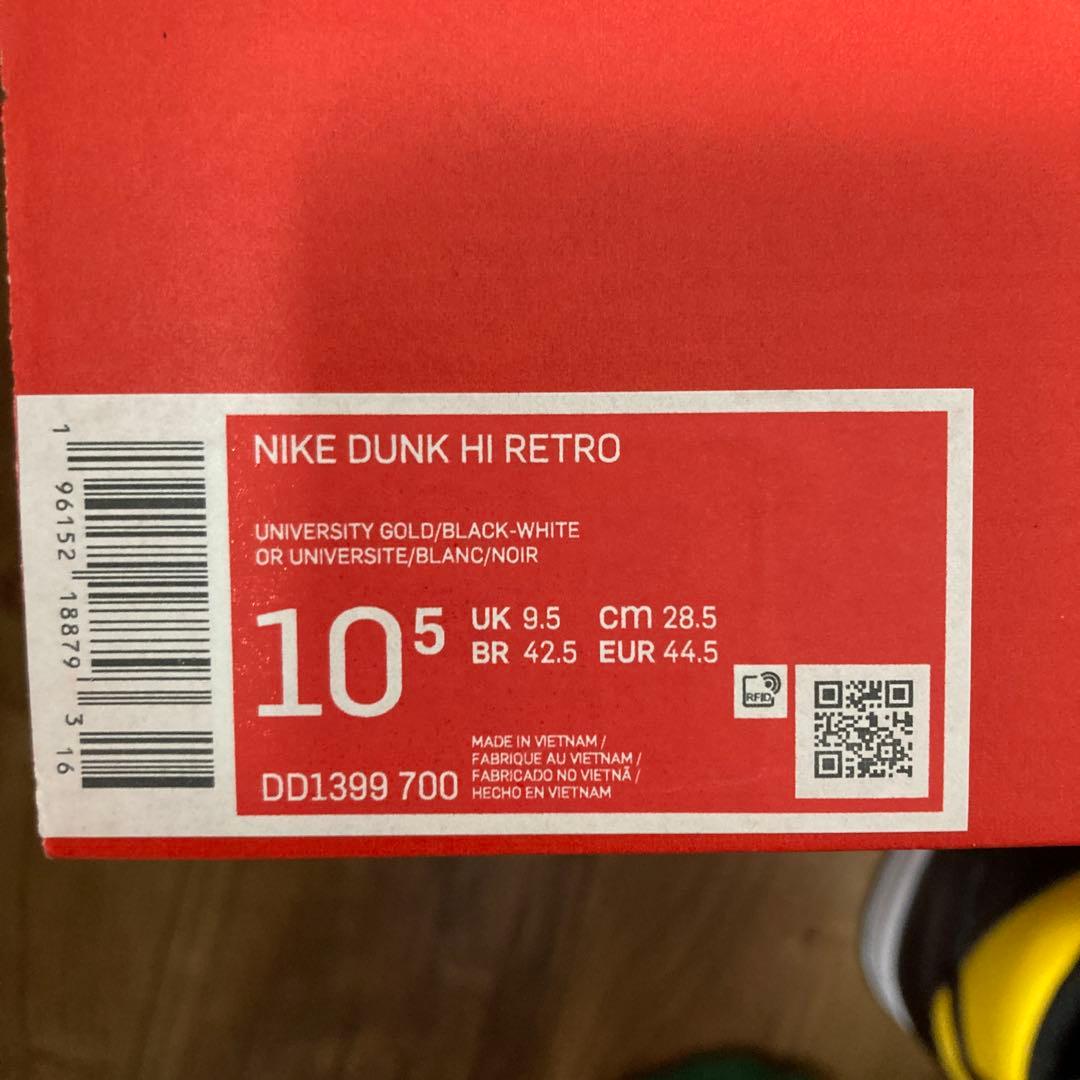 NIKE DUNK HI RETRO
UNIVERSITY GOLD/BLACK-WHITE
OR UNIVERSITE/BLANC/NOIR
10 5
UK 9.5 cm 28.5
BR 42.5 EUR 44.5
RFID
MADE IN VIETNAM /
FABRIQUE AU VIETNAM /
FABRICADO NO VIETNÃ /
HECHO EN VIETNAM
DD1399 700
1 96152 18879 3 16